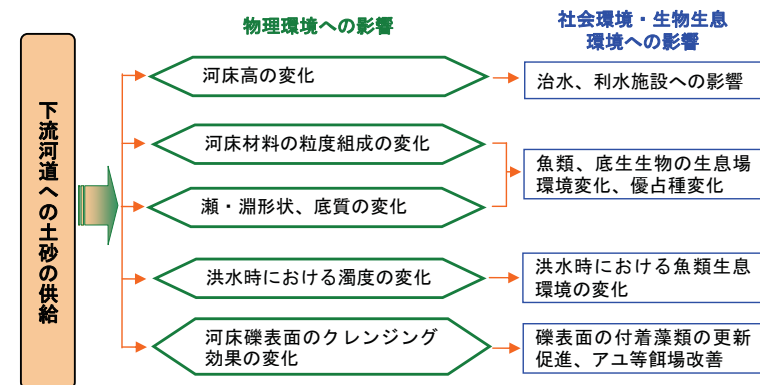 物理環境への影響
社会環境・生物生息
環境への影響
下流河道への土砂の供給
河床高の変化
治水、利水施設への影響
河床材料の粒度組成の変化
瀬・淵形状、底質の変化
魚類、底生生物の生息場
環境変化、優占種変化
洪水時における濁度の変化
洪水時における魚類生息
環境の変化
河床礫表面のクレンジング
効果の変化
礫表面の付着藻類の更新
促進、アユ等餌場改善